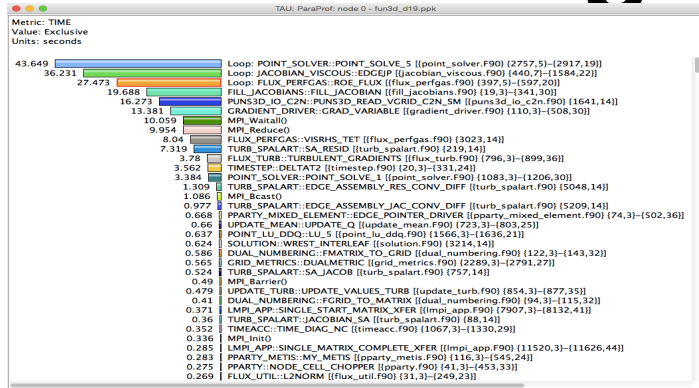 TAU: ParaProf: node 0 - fun3d_d19.ppk
Metric: TIME
Value: Exclusive
Units: seconds
43.649 Loop: POINT_SOLVER::POINT_SOLVE_5 [{point_solver.F90} {2757,5}-{2917,19}]
36.231 Loop: JACOBIAN_VISCOUS::EDGEJP [{jacobian_viscous.f90} {440,7}-{1584,22}]
27.473 Loop: FLUX_PERFGAS::ROE_FLUX [{flux_perfgas.f90} {397,5}-{597,20}]
19.688 FILL_JACOBIANS::FILL_JACOBIAN [{fill_jacobians.f90} {19,3}-{341,30}]
16.273 PUNS3D_IO_C2N::PUNS3D_READ_VGRID_C2N_SM [{puns3d_io_c2n.f90} {1641,14}]
13.381 GRADIENT_DRIVER::GRAD_VARIABLE [{gradient_driver.f90} {110,3}-{508,30}]
10.059 MPI_Waitall()
9.954 MPI_Reduce()
8.04 FLUX_PERFGAS::VISRHS_TET [{flux_perfgas.f90} {3023,14}]
7.319 TURB_SPALART::SA_RESID [{turb_spalart.f90} {219,14}]
3.78 FLUX_TURB::TURBULENT_GRADIENTS [{flux_turb.f90} {796,3}-{899,36}]
3.562 TIMESTEP::DELTAT2 [{timestep.f90} {20,3}-{331,24}]
3.384 POINT_SOLVER::POINT_SOLVE_1 [{point_solver.F90} {1083,3}-{1206,30}]
1.309 TURB_SPALART::EDGE_ASSEMBLY_RES_CONV_DIFF [{turb_spalart.f90} {5048,14}]
1.086 MPI_Bcast()
0.977 TURB_SPALART::EDGE_ASSEMBLY_JAC_CONV_DIFF [{turb_spalart.f90} {5209,14}]
0.668 PPARTY_MIXED_ELEMENT::EDGE_POINTER_DRIVER [{pparty_mixed_element.f90} {74,3}-{502,36}]
0.66 UPDATE_MEAN::UPDATE_Q [{update_mean.F90} {723,3}-{803,25}]
0.637 POINT_LU_DDQ::LU_5 [{point_lu_ddq.f90} {1566,3}-{1636,21}]
0.624 SOLUTION::WREST_INTERLEAF [{solution.f90} {3214,14}]
0.586 DUAL_NUMBERING::FMATRIX_TO_GRID [{dual_numbering.f90} {122,3}-{143,32}]
0.565 GRID_METRICS::DUALMETRIC [{grid_metrics.f90} {2289,3}-{2791,27}]
0.524 TURB_SPALART::SA_JACOB [{turb_spalart.f90} {757,14}]
0.49 MPI_Barrier()
0.479 UPDATE_TURB::UPDATE_VALUES_TURB [{update_turb.f90} {854,3}-{877,35}]
0.41 DUAL_NUMBERING::FGRID_TO_MATRIX [{dual_numbering.f90} {94,3}-{115,32}]
0.371 LMPI_APP::SINGLE_START_MATRIX_XFER [{lmpi_app.F90} {7907,3}-{8132,41}]
0.36 TURB_SPALART::JACOBIAN_SA [{turb_spalart.f90} {88,14}]
0.352 TIMEACC::TIME_DIAG_NC [{timeacc.f90} {1067,3}-{1330,29}]
0.336 MPI_Init()
0.285 LMPI_APP::SINGLE_MATRIX_COMPLETE_XFER [{lmpi_app.F90} {11520,3}-{11626,44}]
0.283 PPARTY_METIS::MY_METIS [{pparty_metis.F90} {116,3}-{545,24}]
0.275 PPARTY::NODE_CELL_CHOPPER [{pparty.f90} {41,3}-{453,33}]
0.269 FLUX_UTIL::L2NORM [{flux_util.f90} {31,3}-{249,23}]